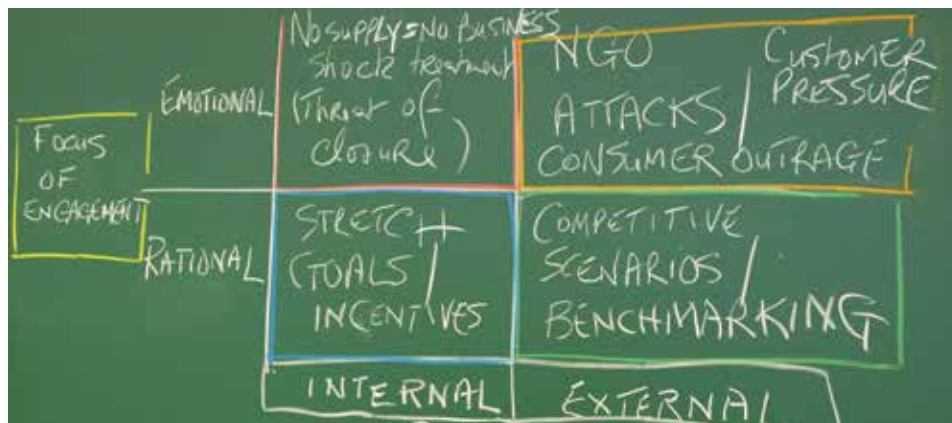 NO SUPPLY = NO BUSINESS
Shock treatment
(Threat of
closure)
NGO
ATTACKS /
CONSUMER OUTRAGE
CUSTOMER
PRESSURE
EMOTIONAL
FOCUS
OF
ENGAGEMENT
RATIONAL
STRETCH
GOALS /
INCENTIVES
COMPETITIVE
SCENARIOS /
BENCHMARKING
INTERNAL
EXTERNAL